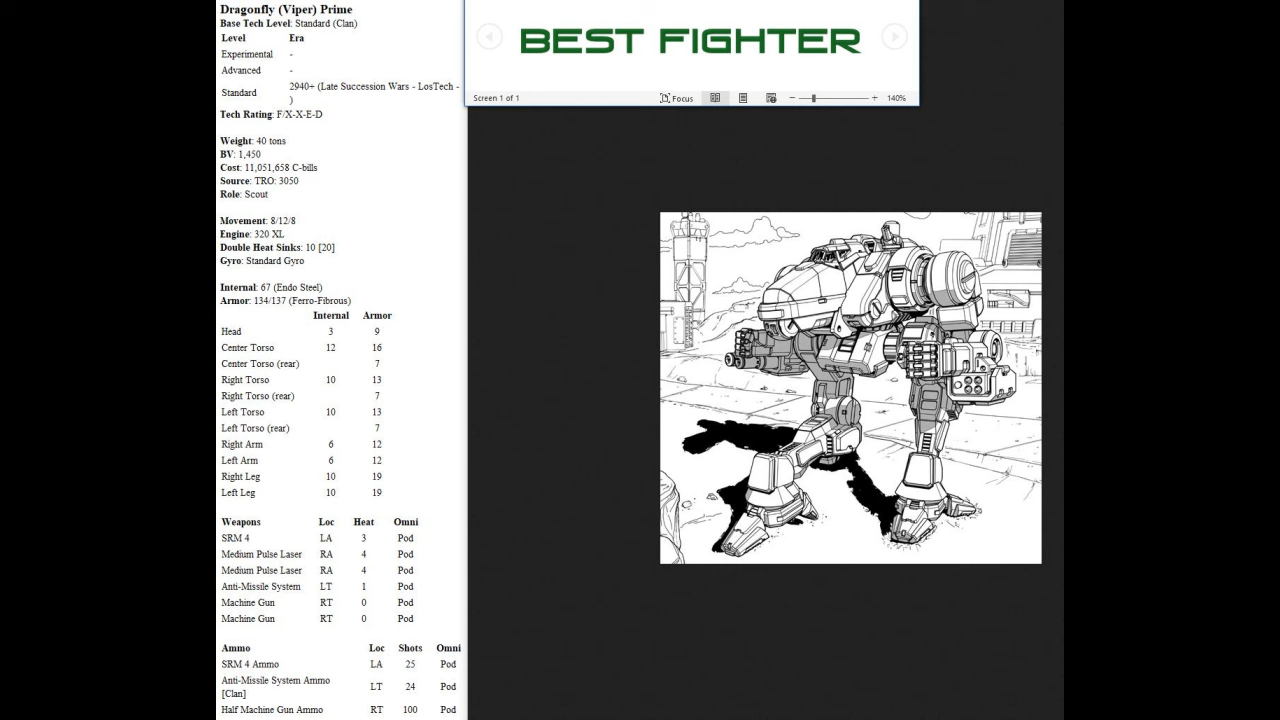 Dragonfly (Viper) Prime
Base Tech Level: Standard (Clan)
Level Era
Experimental -
Advanced -
Standard 2940+ (Late Succession Wars - LosTech -
)
Tech Rating: F/X-X-E-D
Weight: 40 tons
BV: 1,450
Cost: 11,051,658 C-bills
Source: TRO: 3050
Role: Scout
Movement: 8/12/8
Engine: 320 XL
Double Heat Sinks: 10 [20]
Gyro: Standard Gyro
Internal: 67 (Endo Steel)
Armor: 134/137 (Ferro-Fibrous)
Internal Armor
Head 3 9
Center Torso 12 16
Center Torso (rear) 7
Right Torso 10 13
Right Torso (rear) 7
Left Torso 10 13
Left Torso (rear) 7
Right Arm 6 12
Left Arm 6 12
Right Leg 10 19
Left Leg 10 19
Weapons Loc Heat Omni
SRM 4 LA 3 Pod
Medium Pulse Laser RA 4 Pod
Medium Pulse Laser RA 4 Pod
Anti-Missile System LT 1 Pod
Machine Gun RT 0 Pod
Machine Gun RT 0 Pod
Ammo Loc Shots Omni
SRM 4 Ammo LA 25 Pod
Anti-Missile System Ammo
[Clan] LT 24 Pod
Half Machine Gun Ammo RT 100 Pod
BEST FIGHTER
Screen 1 of 1 Focus 140%